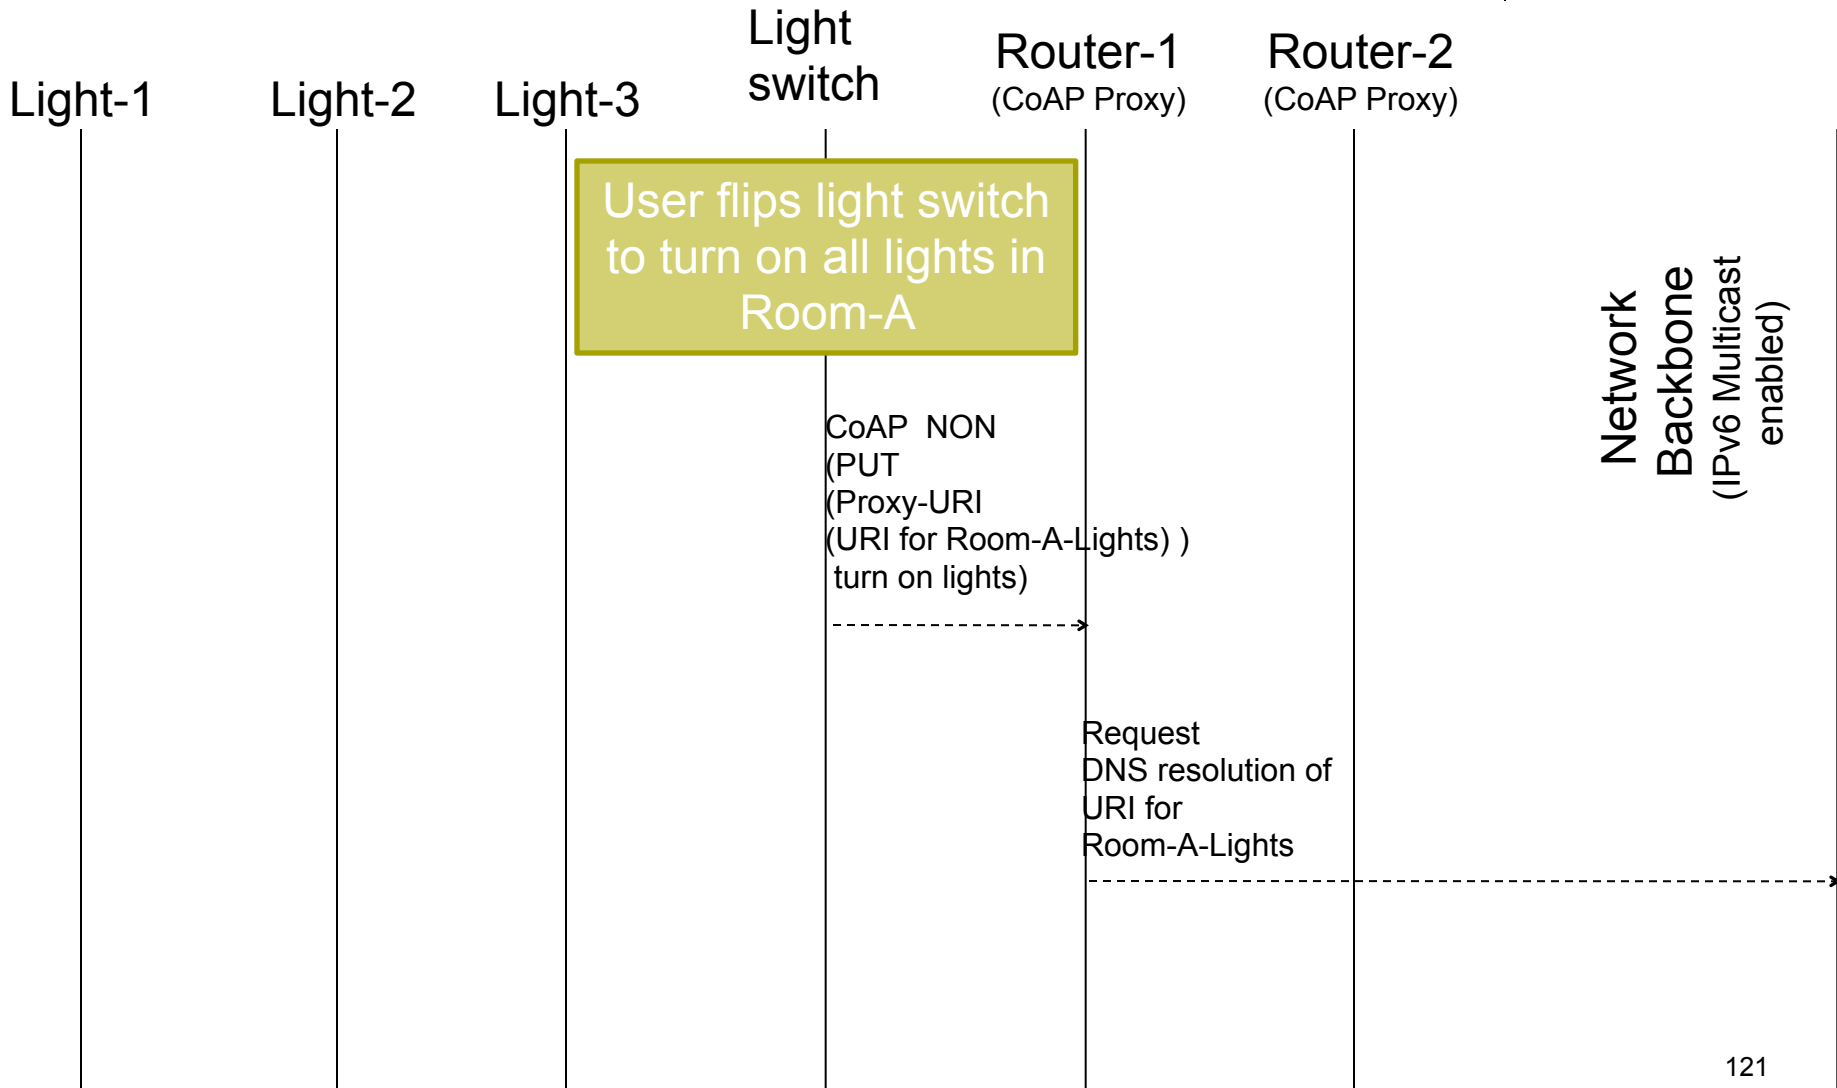 Light-1
Light-2
Light-3
Light
switch
Router-1
(CoAP Proxy)
Router-2
(CoAP Proxy)
User flips light switch
to turn on all lights in
Room-A
Network
Backbone
(IPv6 Multicast
enabled)
CoAP  NON
(PUT
(Proxy-URI
(URI for Room-A-Lights) )
turn on lights)
Request
DNS resolution of
URI for
Room-A-Lights
121